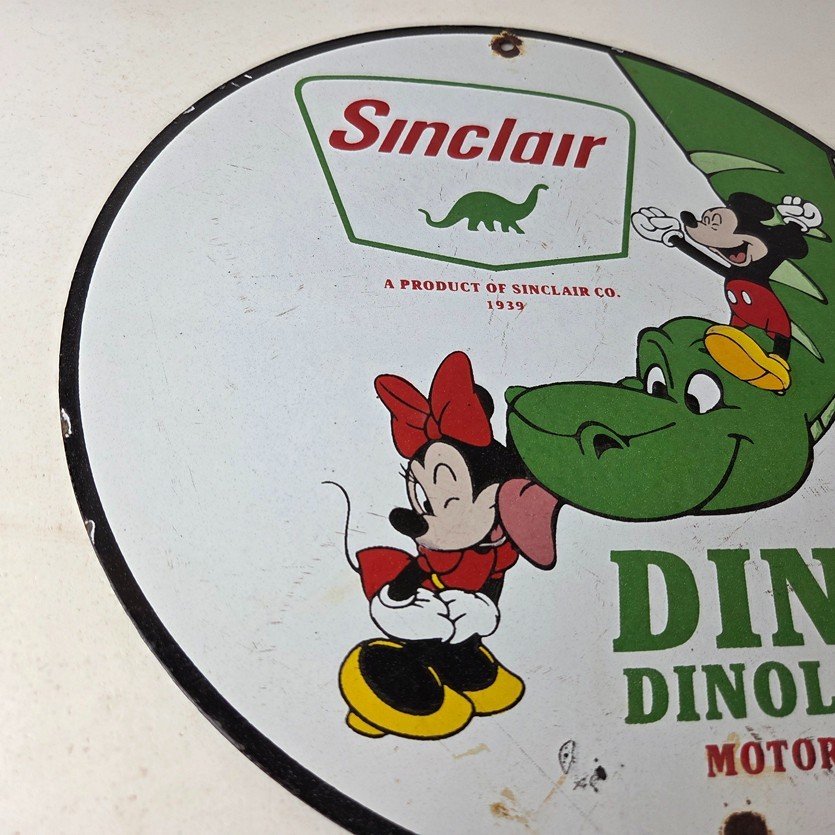 Sinclair
A PRODUCT OF SINCLAIR CO.
1939
DIN
DINOL
MOTOR